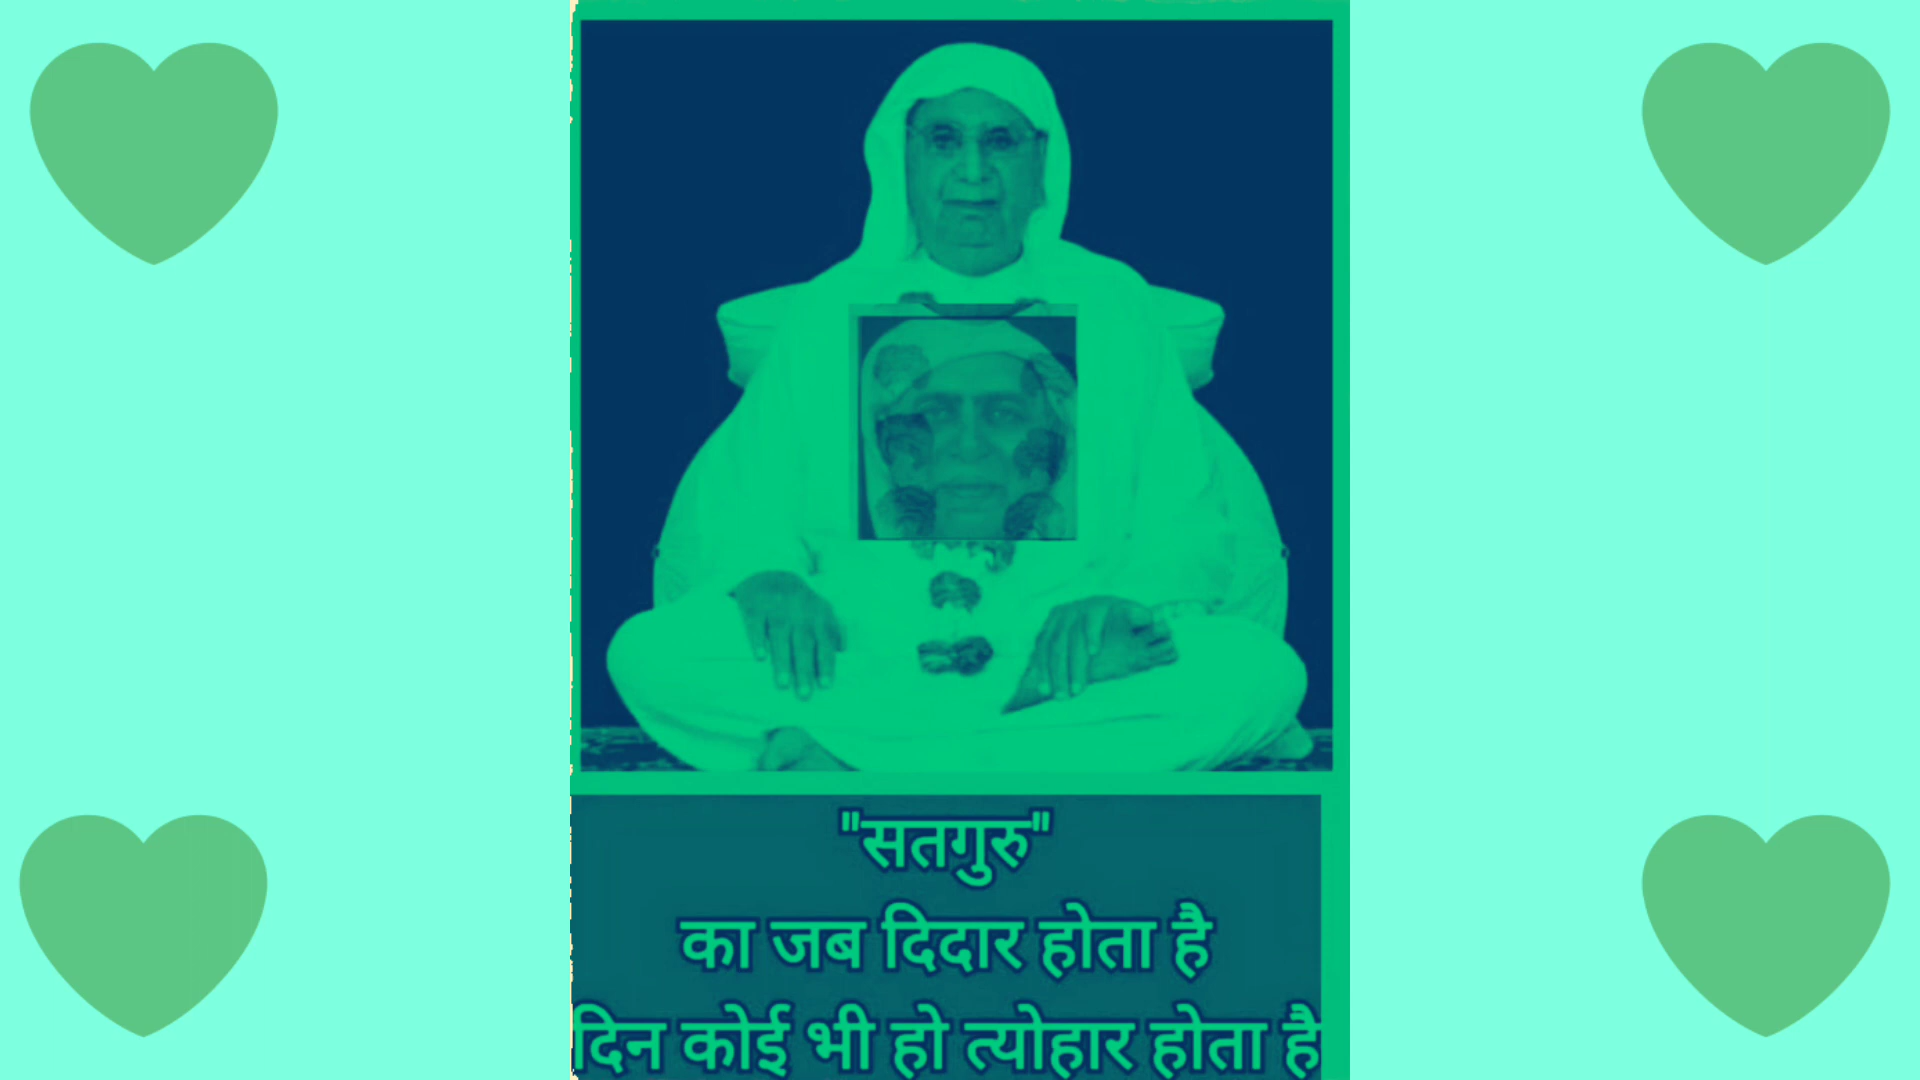 "सतगुरु"
का जब दिदार होता है
दिन कोई भी हो त्योहार होता है